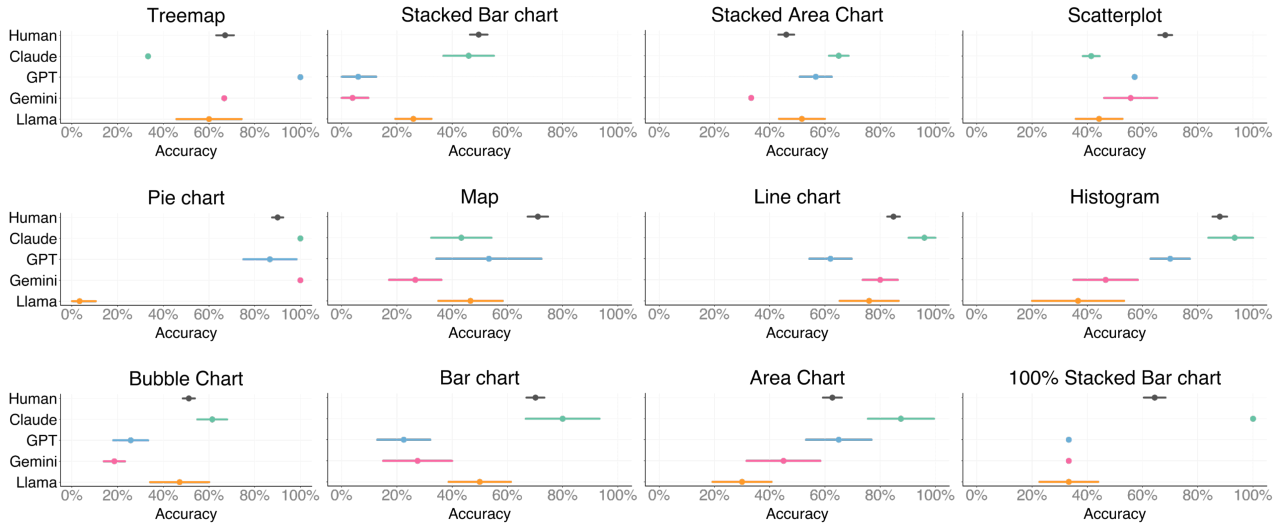 Treemap Stacked Bar chart Stacked Area Chart Scatterplot
Human
Claude
GPT
Gemini
Llama
0% 20% 40% 60% 80% 100% 0% 20% 40% 60% 80% 100% 20% 40% 60% 80% 100% 0% 20% 40% 60% 80% 100%
Accuracy Accuracy Accuracy Accuracy
Pie chart Map Line chart Histogram
Human
Claude
GPT
Gemini
Llama
0% 20% 40% 60% 80% 100% 0% 20% 40% 60% 80% 100% 20% 40% 60% 80% 100% 0% 20% 40% 60% 80% 100%
Accuracy Accuracy Accuracy Accuracy
Bubble Chart Bar chart Area Chart 100% Stacked Bar chart
Human
Claude
GPT
Gemini
Llama
0% 20% 40% 60% 80% 100% 0% 20% 40% 60% 80% 100% 20% 40% 60% 80% 100% 0% 20% 40% 60% 80% 100%
Accuracy Accuracy Accuracy Accuracy